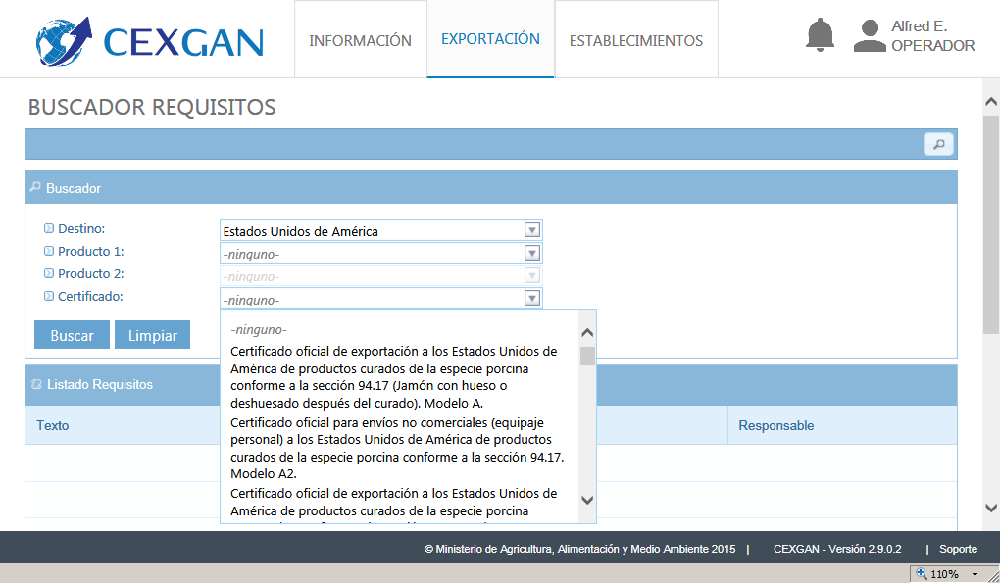 CEXGAN
INFORMACIÓN
EXPORTACIÓN
ESTABLECIMIENTOS
Alfred E.
OPERADOR
BUSCADOR REQUISITOS
Buscador
Destino:
Estados Unidos de América
Producto 1:
-ninguno-
Producto 2:
-ninguno-
Certificado:
-ninguno-
Buscar
Limpiar
-ninguno-
Certificado oficial de exportación a los Estados Unidos de
América de productos curados de la especie porcina
conforme a la sección 94.17 (Jamón con hueso o
deshuesado después del curado). Modelo A.
Certificado oficial para envíos no comerciales (equipaje
personal) a los Estados Unidos de América de productos
curados de la especie porcina conforme a la sección 94.17.
Modelo A2.
Certificado oficial de exportación a los Estados Unidos de
América de productos curados de la especie porcina
Listado Requisitos
Texto
Responsable
© Ministerio de Agricultura, Alimentación y Medio Ambiente 2015 |
CEXGAN - Versión 2.9.0.2
| Soporte
110%